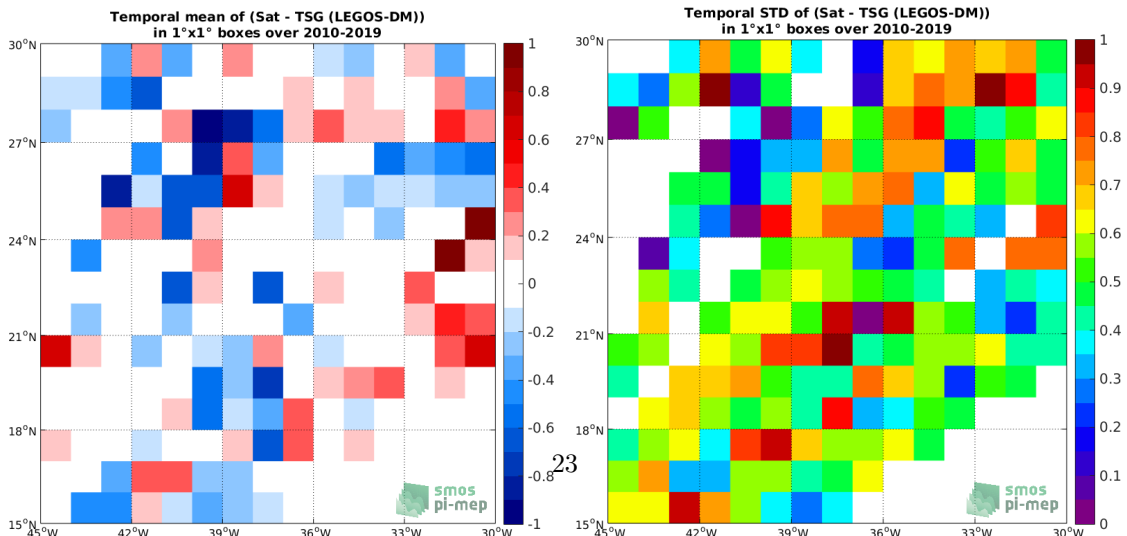 Temporal mean of (Sat - TSG (LEGOS-DM))
in 1°x1° boxes over 2010-2019
30°N
27°N
24°N
21°N
18°N
15°N
45°W
42°W
39°W
36°W
33°W
30°W
1
0.8
0.6
0.4
0.2
0
-0.2
-0.4
-0.6
-0.8
-1
smos
pi-mep
23
Temporal STD of (Sat - TSG (LEGOS-DM))
in 1°x1° boxes over 2010-2019
30°N
27°N
24°N
21°N
18°N
15°N
45°W
42°W
39°W
36°W
33°W
30°W
1
0.9
0.8
0.7
0.6
0.5
0.4
0.3
0.2
0.1
0
smos
pi-mep